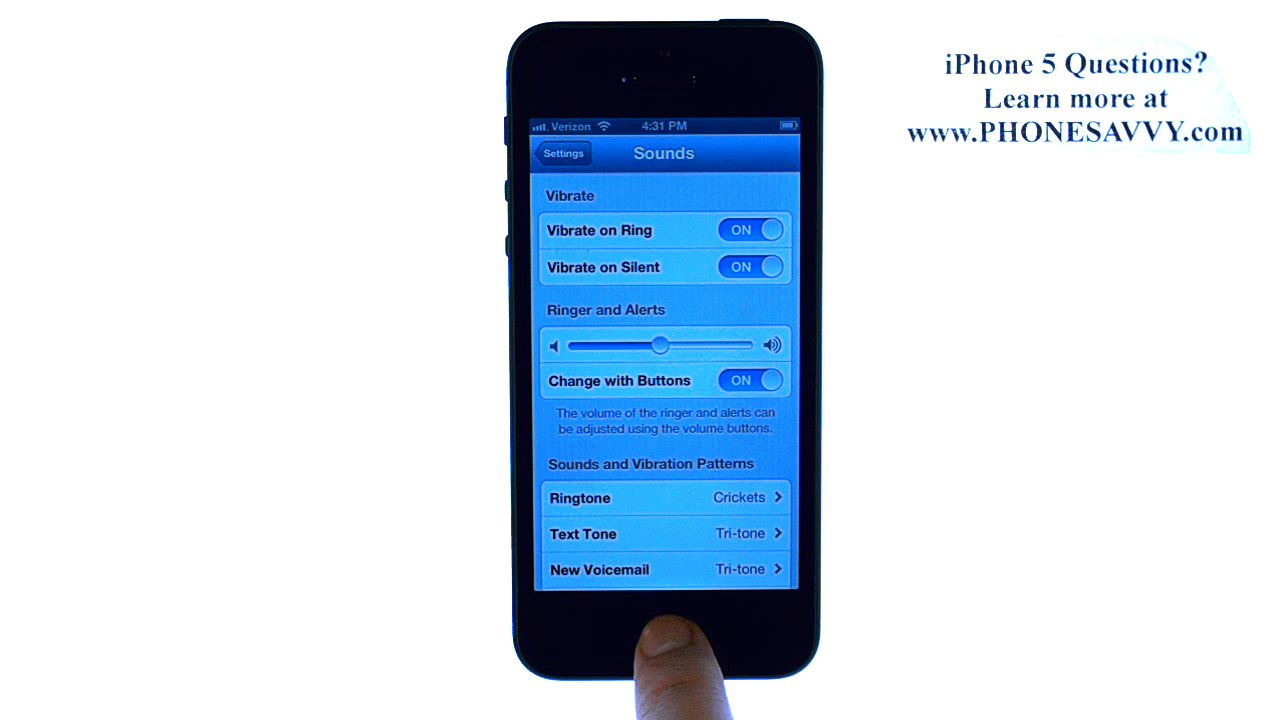 iPhone 5 Questions?
Learn more at
www.PHONESAVVY.com
Verizon 4:31 PM
Settings Sounds
Vibrate
Vibrate on Ring ON
Vibrate on Silent ON
Ringer and Alerts
Change with Buttons ON
The volume of the ringer and alerts can
be adjusted using the volume buttons.
Sounds and Vibration Patterns
Ringtone Crickets
Text Tone Tri-tone
New Voicemail Tri-tone